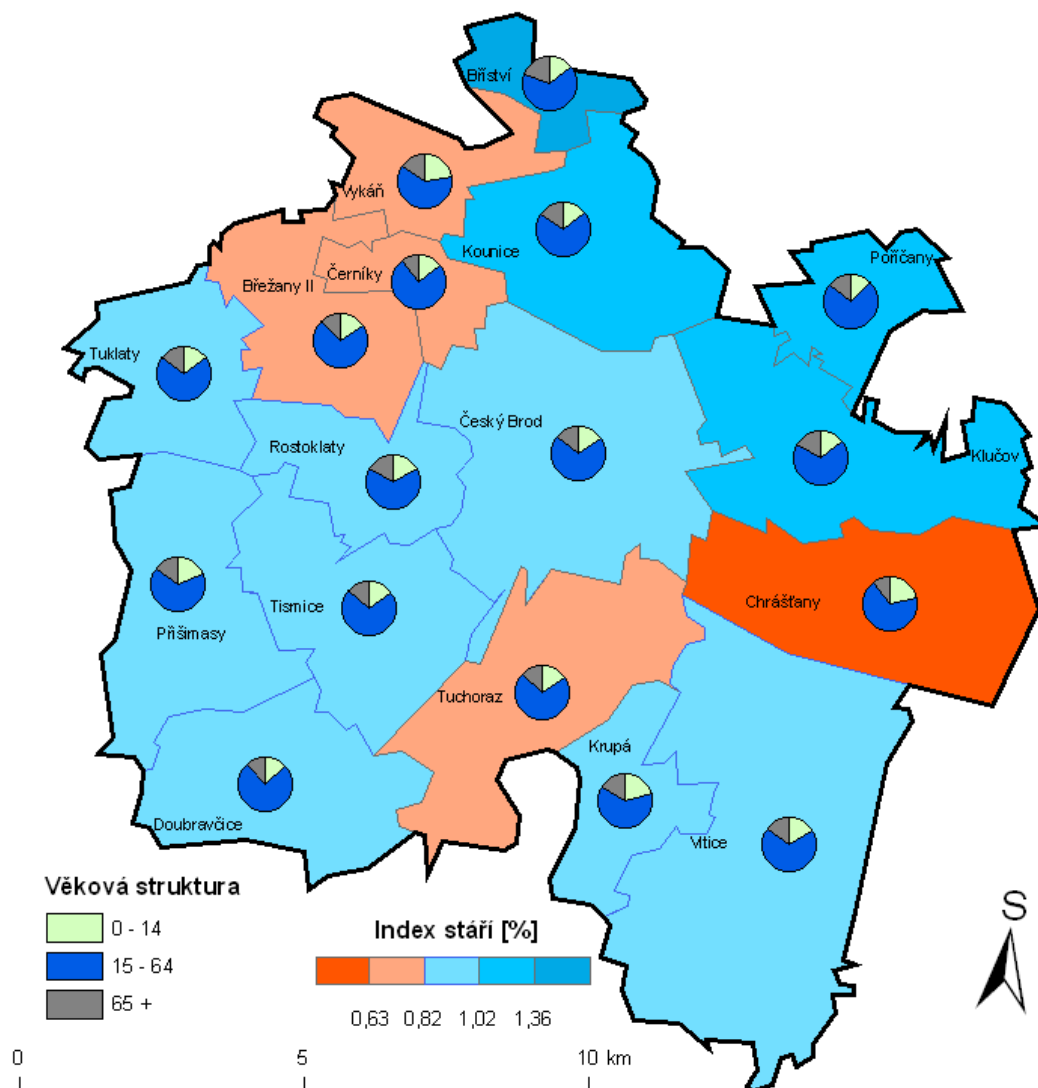 Bříství
Vykáň
Kounice
Poříčany
Černíky
Břežany II
Tuklaty
Český Brod
Rostoklaty
Klučov
Tismice
Chrášťany
Přišimasy
Tuchoraz
Krupá
Doubravčice
Vitice
Věková struktura
0 - 14
15 - 64
65 +
Index stáří [%]
0,63 0,82 1,02 1,36
S
0 5 10 km